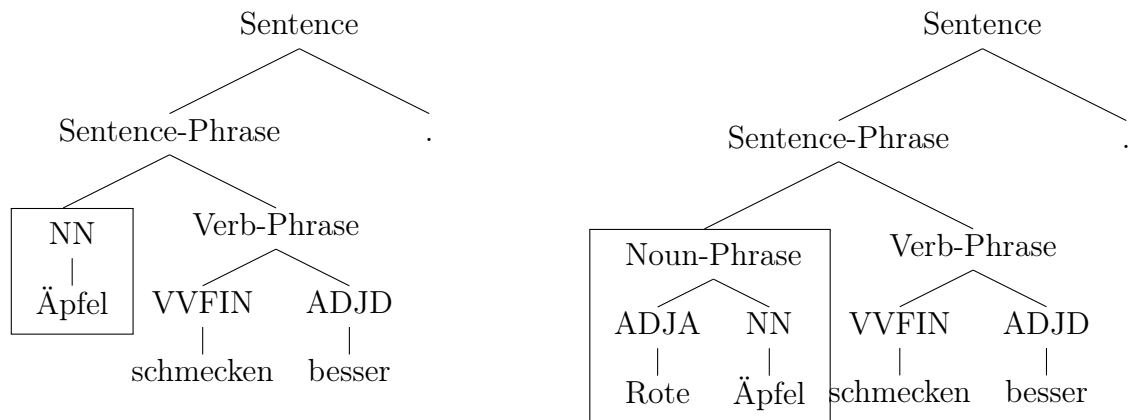 Sentence
Sentence-Phrase
.
NN
Verb-Phrase
Äpfel
VVFIN
ADJD
schmecken
besser
Sentence
Sentence-Phrase
.
Noun-Phrase
Verb-Phrase
ADJA
NN
VVFIN
ADJD
Rote
Äpfel
schmecken
besser